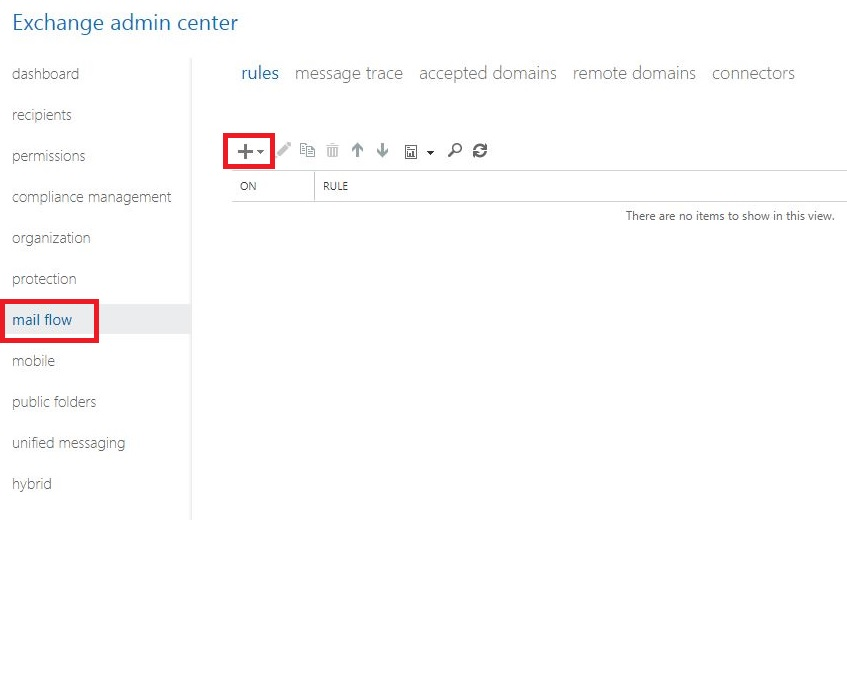 Exchange admin center
dashboard
recipients
permissions
compliance management
organization
protection
mail flow
mobile
public folders
unified messaging
hybrid
rules message trace accepted domains remote domains connectors
ON RULE
There are no items to show in this view.